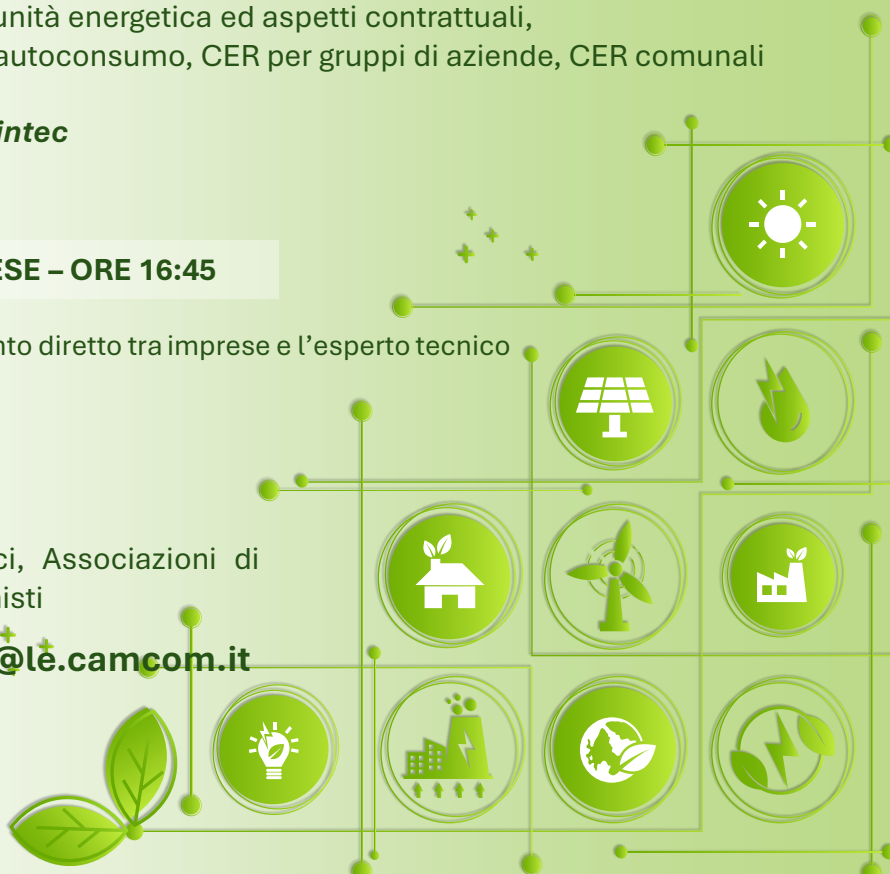 unità energetica ed aspetti contrattuali,
autoconsumo, CER per gruppi di aziende, CER comunali
intec
ESE – ORE 16:45
nto diretto tra imprese e l’esperto tecnico
ci, Associazioni di
nisti
@le.camcom.it